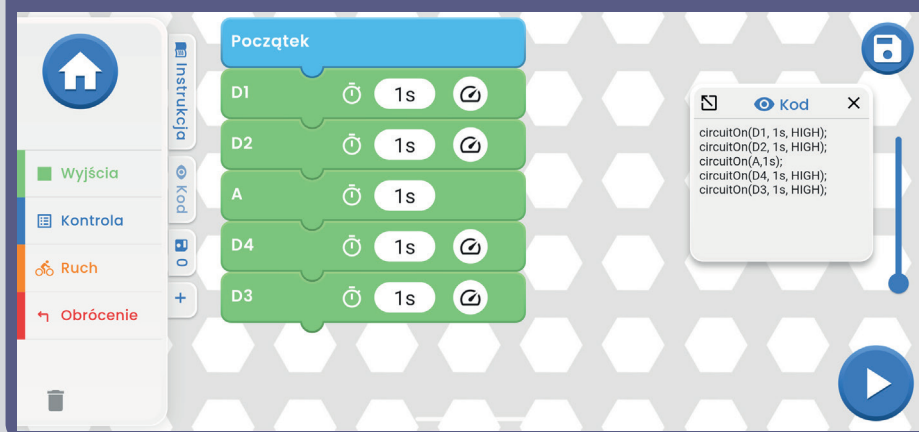 Początek
D1 1s
D2 1s
A 1s
D4 1s
D3 1s
Wyjścia
Kontrola
Ruch
Obrócenie
Instrukcja
Kod
0
+
Kod
circuitOn(D1, 1s, HIGH);
circuitOn(D2, 1s, HIGH);
circuitOn(A,1s);
circuitOn(D4, 1s, HIGH);
circuitOn(D3, 1s, HIGH);